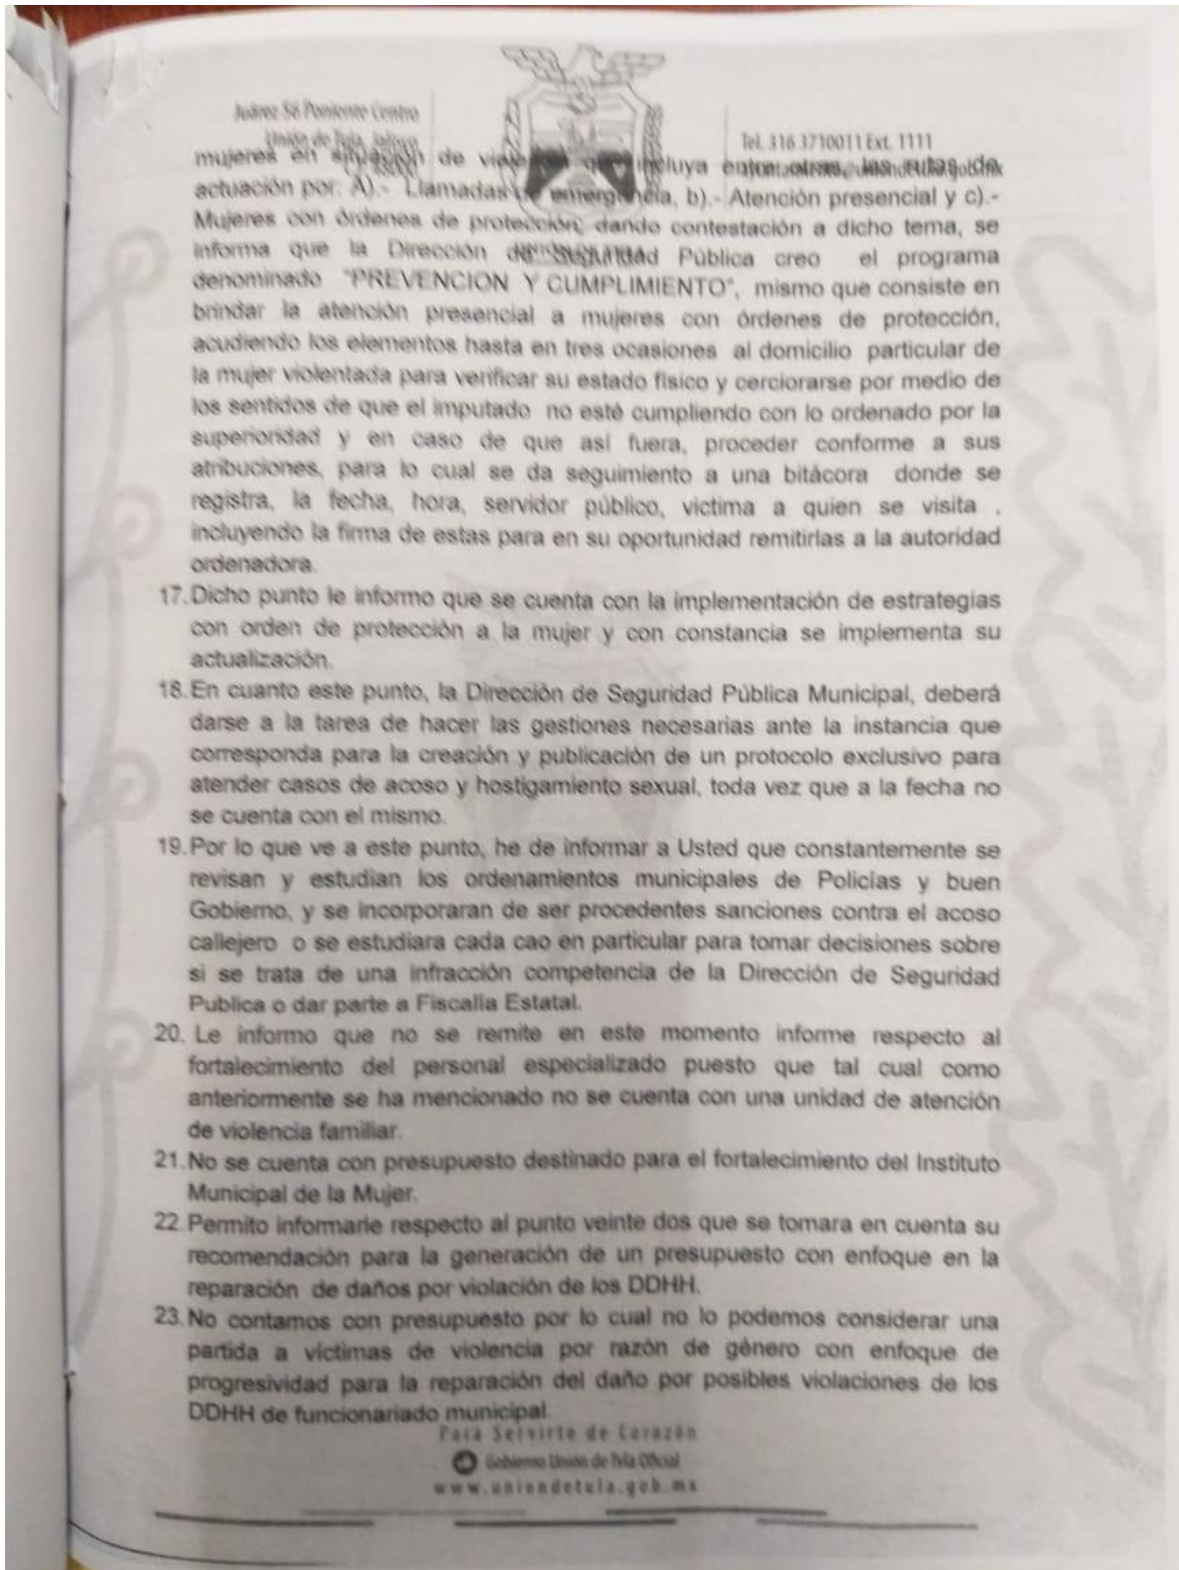 Juárez 56 Poniente Centro
Unión de Tula, Jalisco
Tel. 316 3710011 Ext. 1111
mujeres en situación de violencia que incluya entre otras, las rutas de
actuación por: A).- Llamadas de emergencia, b).- Atención presencial y c).-
Mujeres con órdenes de protección; dando contestación a dicho tema, se
informa que la Dirección de Seguridad Pública creo el programa
denominado "PREVENCION Y CUMPLIMIENTO", mismo que consiste en
brindar la atención presencial a mujeres con órdenes de protección,
acudiendo los elementos hasta en tres ocasiones al domicilio particular de
la mujer violentada para verificar su estado físico y cerciorarse por medio de
los sentidos de que el imputado no esté cumpliendo con lo ordenado por la
superioridad y en caso de que así fuera, proceder conforme a sus
atribuciones, para lo cual se da seguimiento a una bitácora donde se
registra, la fecha, hora, servidor público, victima a quien se visita ,
incluyendo la firma de estas para en su oportunidad remitirlas a la autoridad
ordenadora.
17. Dicho punto le informo que se cuenta con la implementación de estrategias
con orden de protección a la mujer y con constancia se implementa su
actualización.
18. En cuanto este punto, la Dirección de Seguridad Pública Municipal, deberá
darse a la tarea de hacer las gestiones necesarias ante la instancia que
corresponda para la creación y publicación de un protocolo exclusivo para
atender casos de acoso y hostigamiento sexual, toda vez que a la fecha no
se cuenta con el mismo.
19. Por lo que ve a este punto, he de informar a Usted que constantemente se
revisan y estudian los ordenamientos municipales de Policías y buen
Gobierno, y se incorporaran de ser procedentes sanciones contra el acoso
callejero o se estudiara cada cao en particular para tomar decisiones sobre
si se trata de una infracción competencia de la Dirección de Seguridad
Publica o dar parte a Fiscalía Estatal.
20. Le informo que no se remite en este momento informe respecto al
fortalecimiento del personal especializado puesto que tal cual como
anteriormente se ha mencionado no se cuenta con una unidad de atención
de violencia familiar.
21. No se cuenta con presupuesto destinado para el fortalecimiento del Instituto
Municipal de la Mujer.
22. Permito informarle respecto al punto veinte dos que se tomara en cuenta su
recomendación para la generación de un presupuesto con enfoque en la
reparación de daños por violación de los DDHH.
23. No contamos con presupuesto por lo cual no lo podemos considerar una
partida a víctimas de violencia por razón de género con enfoque de
progresividad para la reparación del daño por posibles violaciones de los
DDHH de funcionariado municipal.
Para Servirte de Corazón
Gobierno Unión de Tula Oficial
www.uniendetula.gob.mx